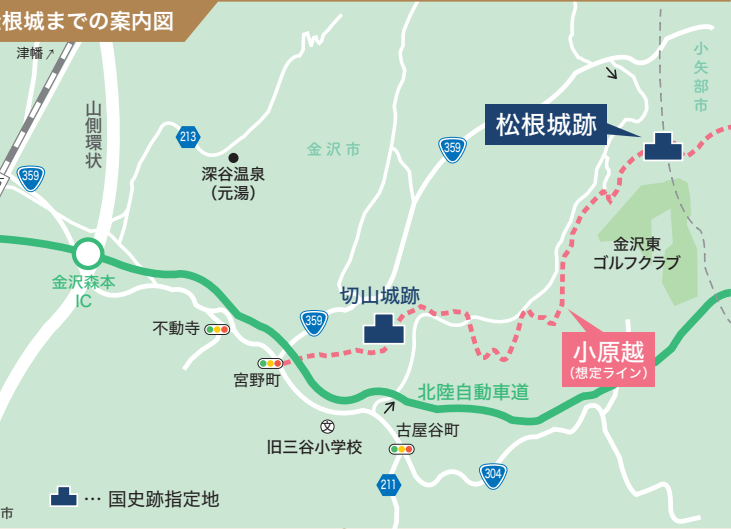 根城までの案内図
津幡
山側環状
小矢部市
213
359
金沢市
359
松根城跡
深谷温泉
(元湯)
金沢東
ゴルフクラブ
金沢森本
IC
切山城跡
359
不動寺
小原越
(想定ライン)
宮野町
北陸自動車道
文
旧三谷小学校
古屋谷町
304
211
… 国史跡指定地
市